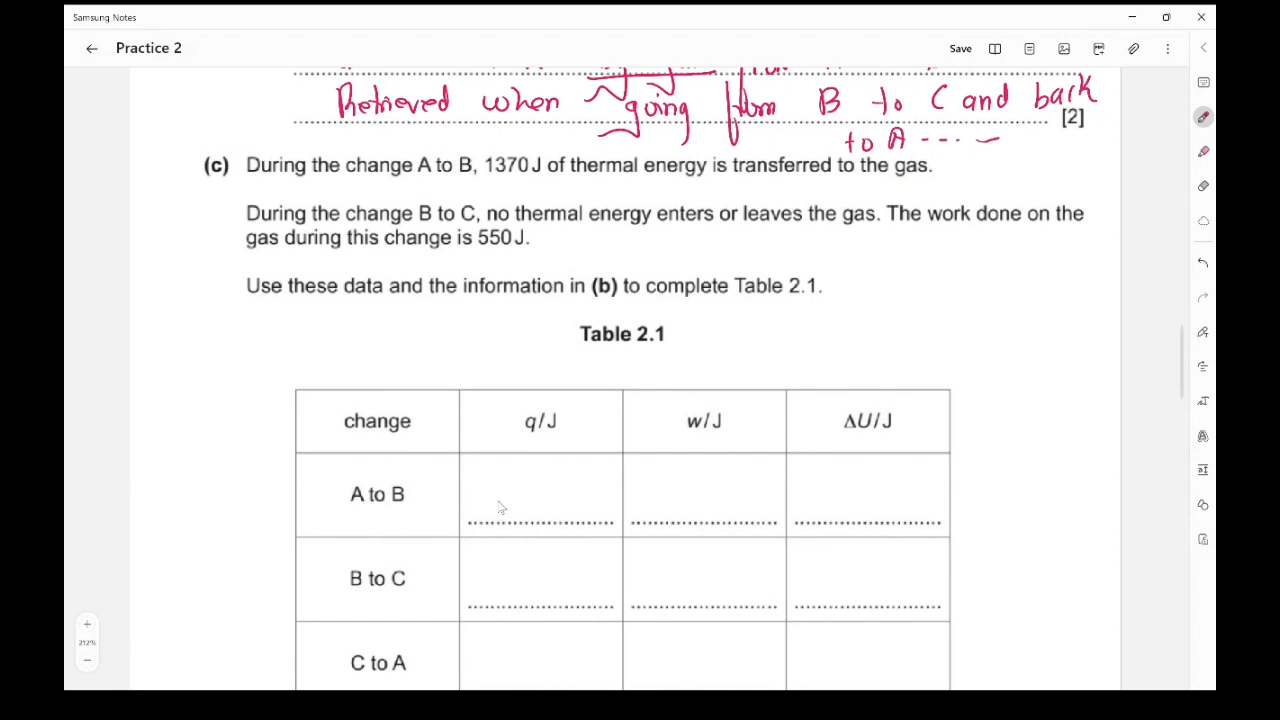 Samsung Notes
Practice 2
Save
Retrieved when going from B to C and back
[2]
to A ----
(c) During the change A to B, 1370 J of thermal energy is transferred to the gas.
During the change B to C, no thermal energy enters or leaves the gas. The work done on the
gas during this change is 550 J.
Use these data and the information in (b) to complete Table 2.1.
Table 2.1
change q/J w/J ΔU/J
A to B
B to C
C to A
212%